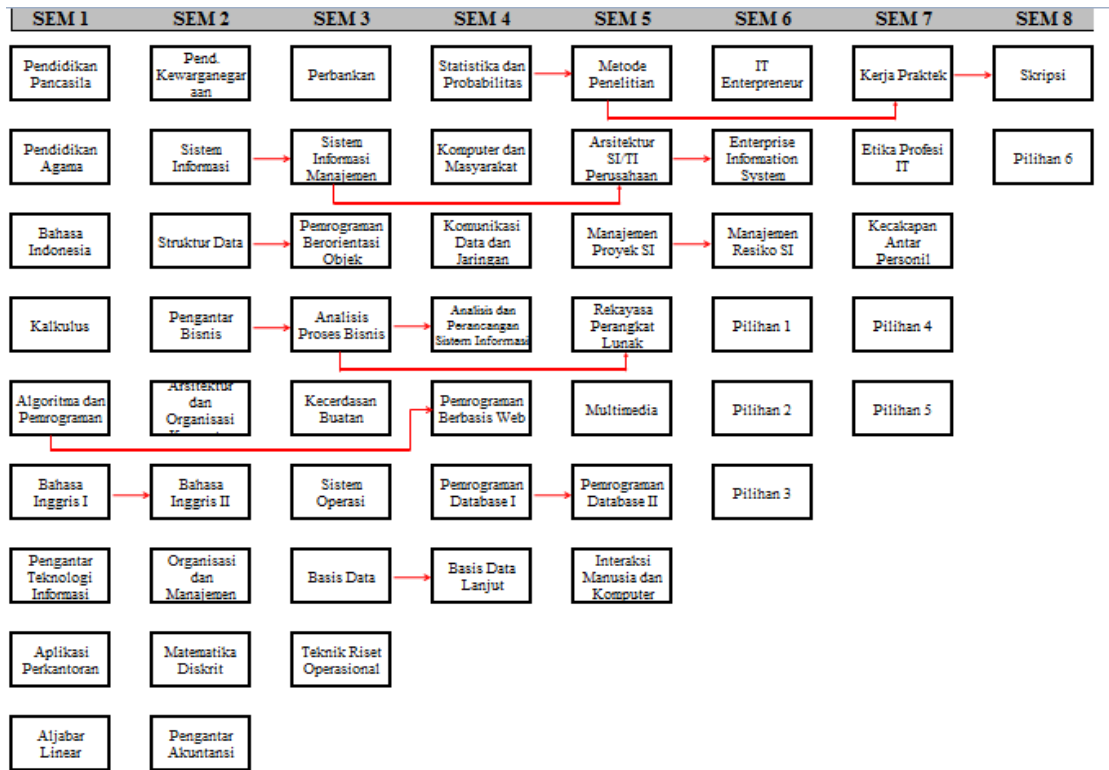 SEM 1 SEM 2 SEM 3 SEM 4 SEM 5 SEM 6 SEM 7 SEM 8
Pendidikan
Pancasila
Pend.
Kewarganegar
aan
Perbankan
Statistika dan
Probabilitas
Metode
Penelitian
IT
Enterpreneur
Kerja Praktek
Skripsi
Pendidikan
Agama
Sistem
Informasi
Sistem
Informasi
Manajemen
Komputer dan
Masyarakat
Arsitektur
SI/TI
Perusahaan
Enterprise
Information
System
Etika Profesi
IT
Pilihan 6
Bahasa
Indonesia
Struktur Data
Pemrograman
Berorientasi
Objek
Komunikasi
Data dan
Jaringan
Manajemen
Proyek SI
Manajemen
Resiko SI
Kecakapan
Antar
Personil
Kalkulus
Pengantar
Bisnis
Analisis
Proses Bisnis
Analisis dan
Perancangan
Sistem Informasi
Rekayasa
Perangkat
Lunak
Pilihan 1
Pilihan 4
Algoritma dan
Pemrograman
Arsitektur
dan
Organisasi
Kecerdasan
Buatan
Pemrograman
Berbasis Web
Multimedia
Pilihan 2
Pilihan 5
Bahasa
Inggris I
Bahasa
Inggris II
Sistem
Operasi
Pemrograman
Database I
Pemrograman
Database II
Pilihan 3
Pengantar
Teknologi
Informasi
Organisasi
dan
Manajemen
Basis Data
Basis Data
Lanjut
Interaksi
Manusia dan
Komputer
Aplikasi
Perkantoran
Matematika
Diskrit
Teknik Riset
Operasional
Aljabar
Linear
Pengantar
Akuntansi